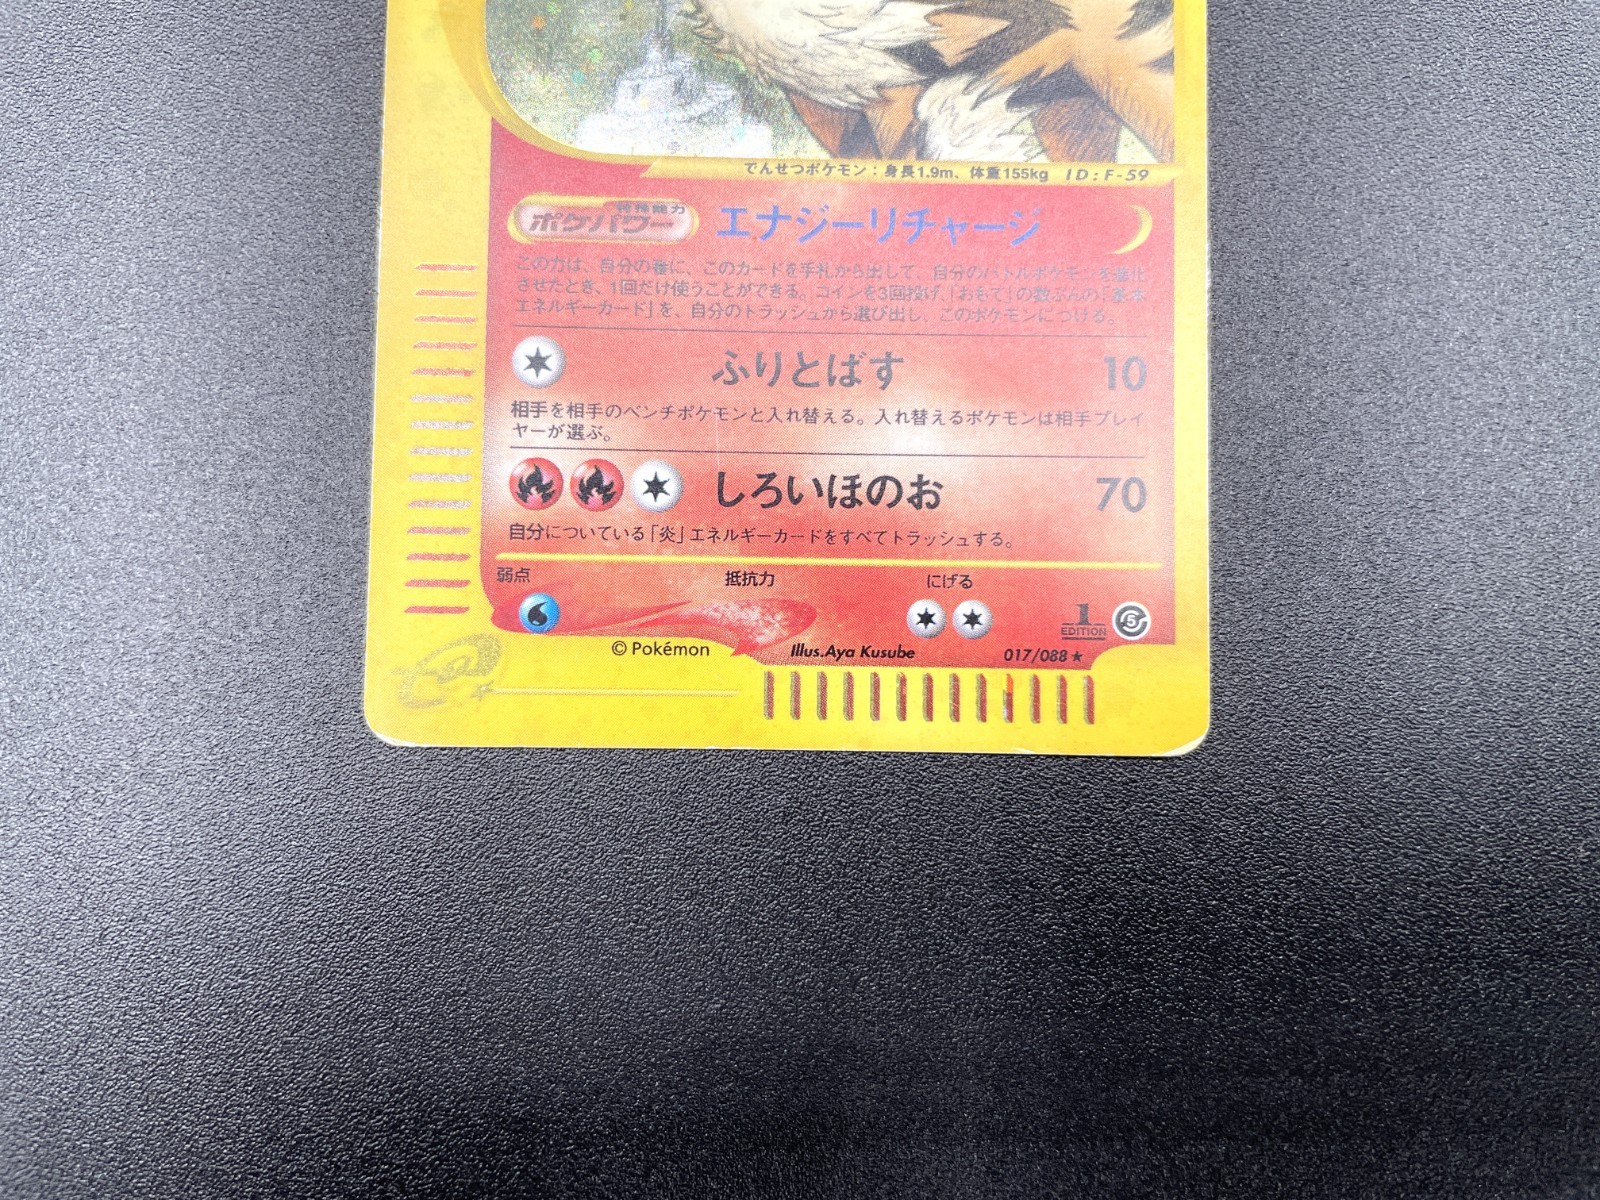 でんせつポケモン：身長1.9m、体重155kg ID:F-59
特殊能力
ポケパワー エナジーリチャージ
この力は、自分の番に、このカードを手札から出して、自分のバトルポケモンを進化
させたとき、1回だけ使うことができる。コインを3回投げ、「おもて」の数ぶんの「基本
エネルギーカード」を、自分のトラッシュから選び出し、このポケモンにつける。
ふりとばす 10
相手を相手のベンチポケモンと入れ替える。入れ替えるポケモンは相手プレイ
ヤーが選ぶ。
しろいほのお 70
自分についている「炎」エネルギーカードをすべてトラッシュする。
弱点 抵抗力 にげる
1
EDITION
© Pokémon Illus.Aya Kusube 017/088★